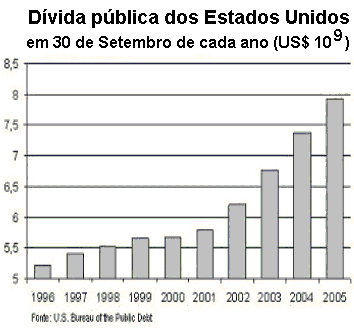 Dívida pública dos Estados Unidos
em 30 de Setembro de cada ano (US$ 10⁹)
8,5
8
7,5
7
6,5
6
5,5
5
1996 1997 1998 1999 2000 2001 2002 2003 2004 2005
Fonte: U.S. Bureau of the Public Debt